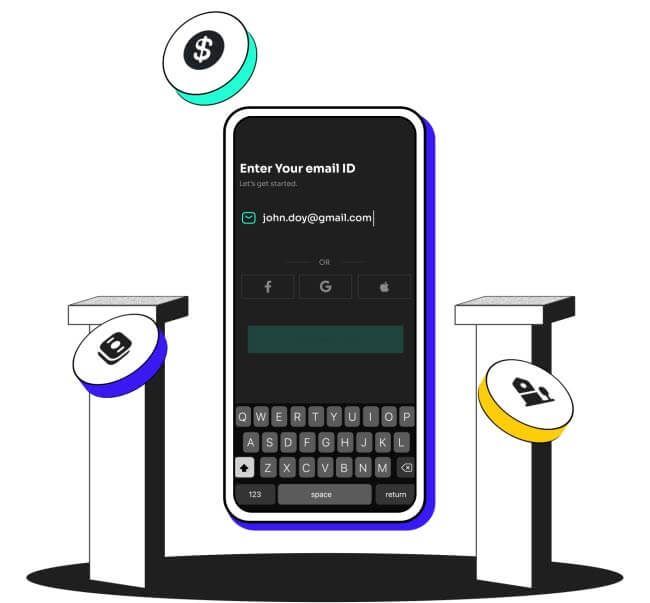 $
Enter Your email ID
Let's get started.
john.doy@gmail.com
OR
G
Q W E R T Y U I O P
A S D F G H J K L
Z X C V B N M
123 space return